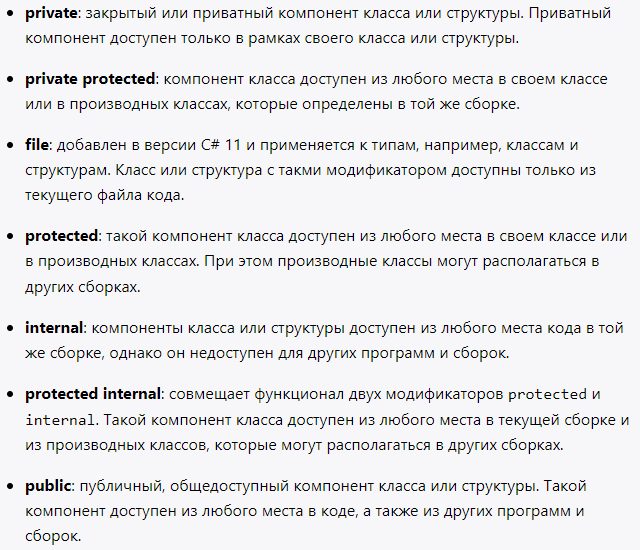 • private: закрытый или приватный компонент класса или структуры. Приватный
компонент доступен только в рамках своего класса или структуры.
• private protected: компонент класса доступен из любого места в своем классе
или в производных классах, которые определены в той же сборке.
• file: добавлен в версии C# 11 и применяется к типам, например, классам и
структурам. Класс или структура с такми модификатором доступны только из
текущего файла кода.
• protected: такой компонент класса доступен из любого места в своем классе или
в производных классах. При этом производные классы могут располагаться в
других сборках.
• internal: компоненты класса или структуры доступен из любого места кода в той
же сборке, однако он недоступен для других программ и сборок.
• protected internal: совмещает функционал двух модификаторов protected и
internal. Такой компонент класса доступен из любого места в текущей сборке и
из производных классов, которые могут располагаться в других сборках.
• public: публичный, общедоступный компонент класса или структуры. Такой
компонент доступен из любого места в коде, а также из других программ и
сборок.